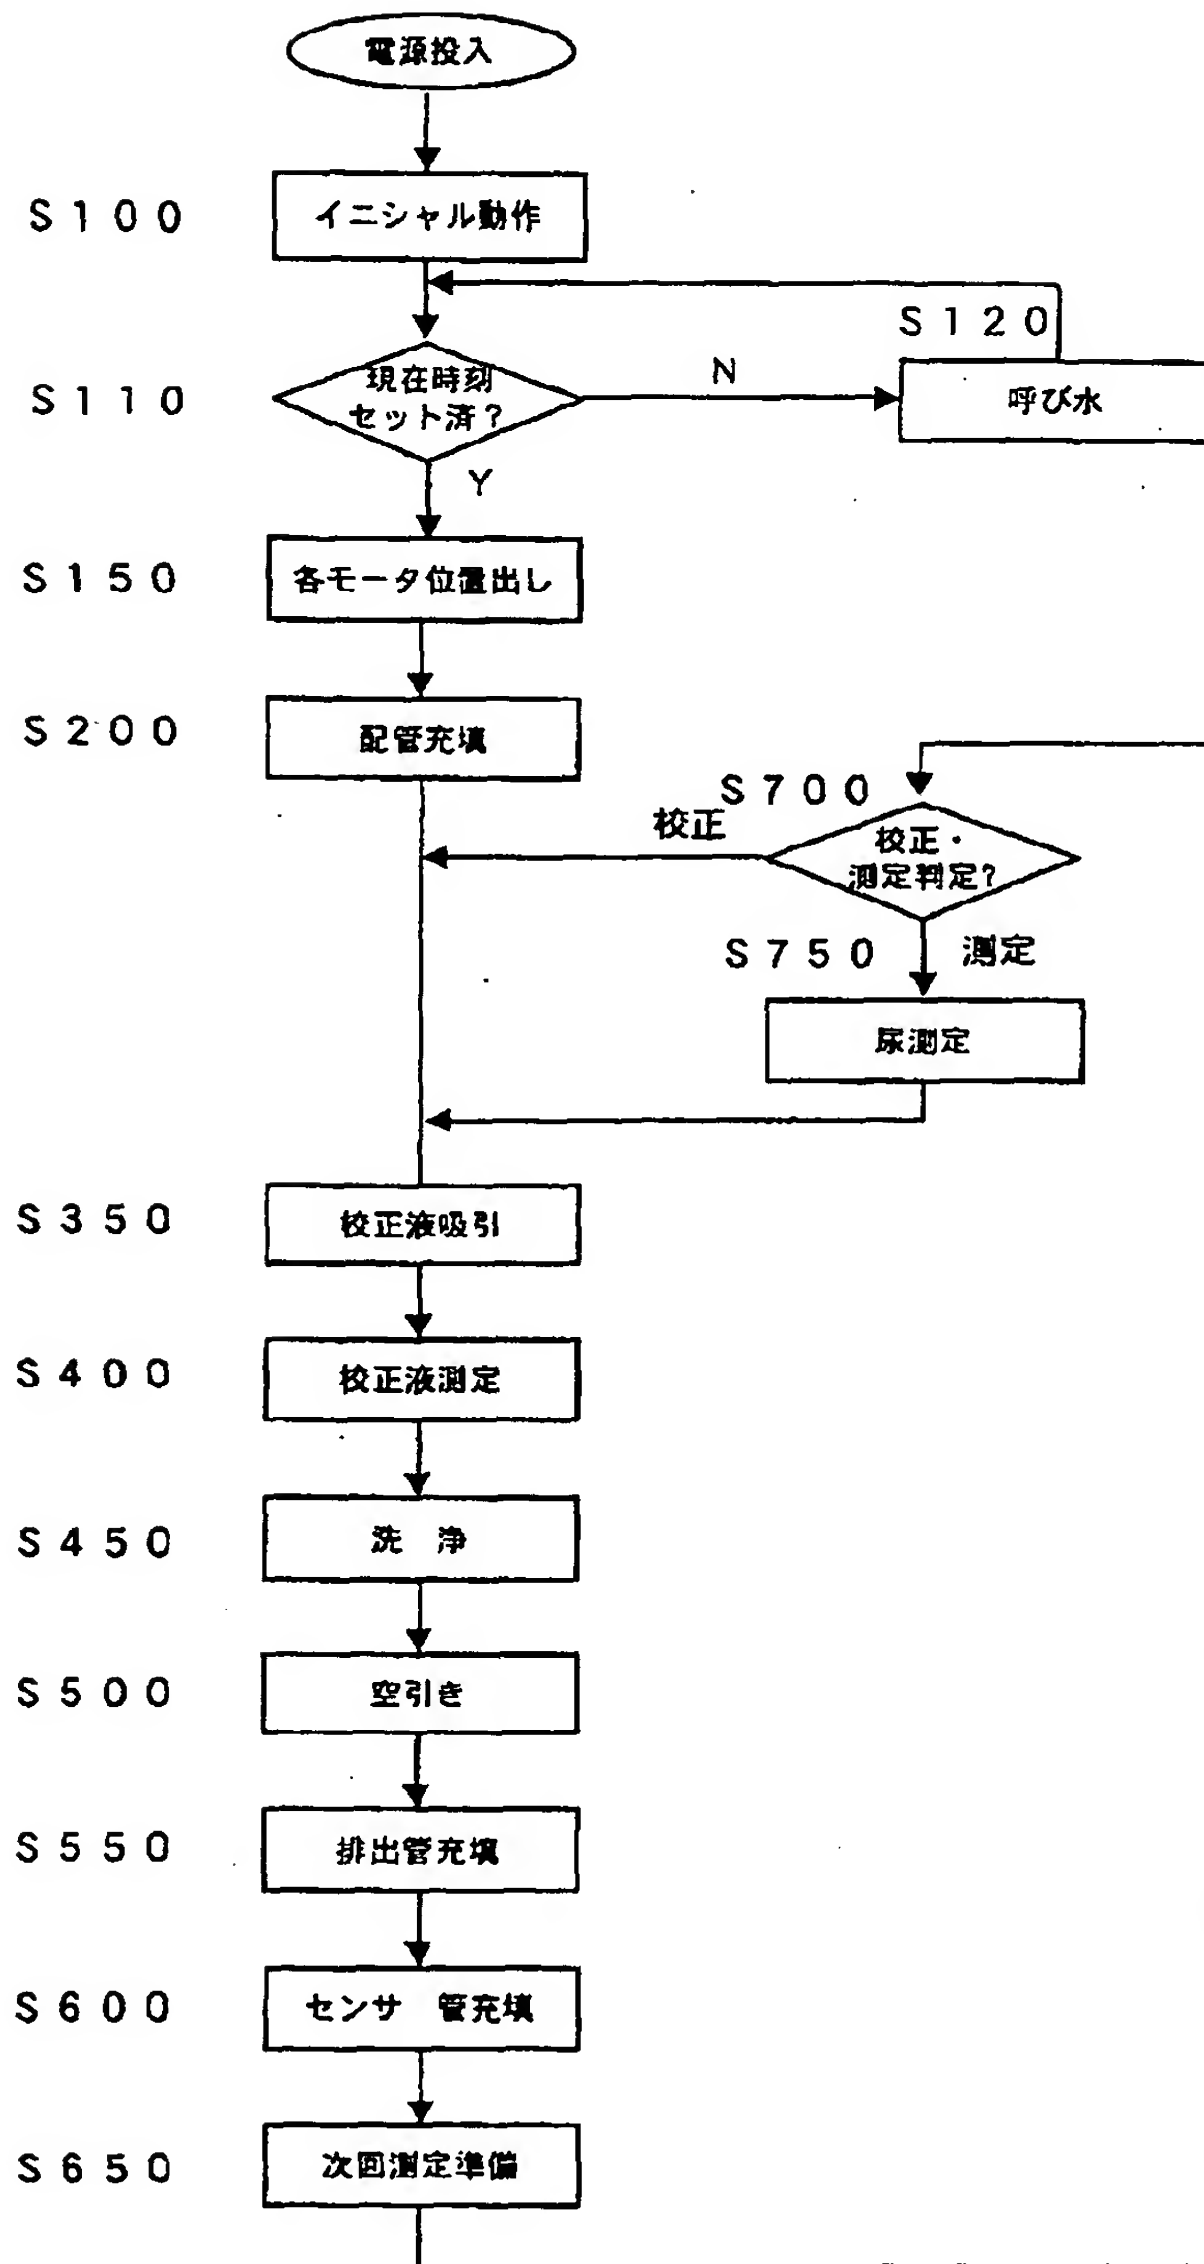 電源投入
S100
イニシャル動作
S120
S110
現在時刻
セット済？
N
呼び水
Y
S150
各モータ位置出し
S200
配管充填
S700
校正
校正・
測定判定？
S750
測定
尿測定
S350
校正液吸引
S400
校正液測定
S450
洗　浄
S500
空引き
S550
排出管充填
S600
センサ　管充填
S650
次回測定準備